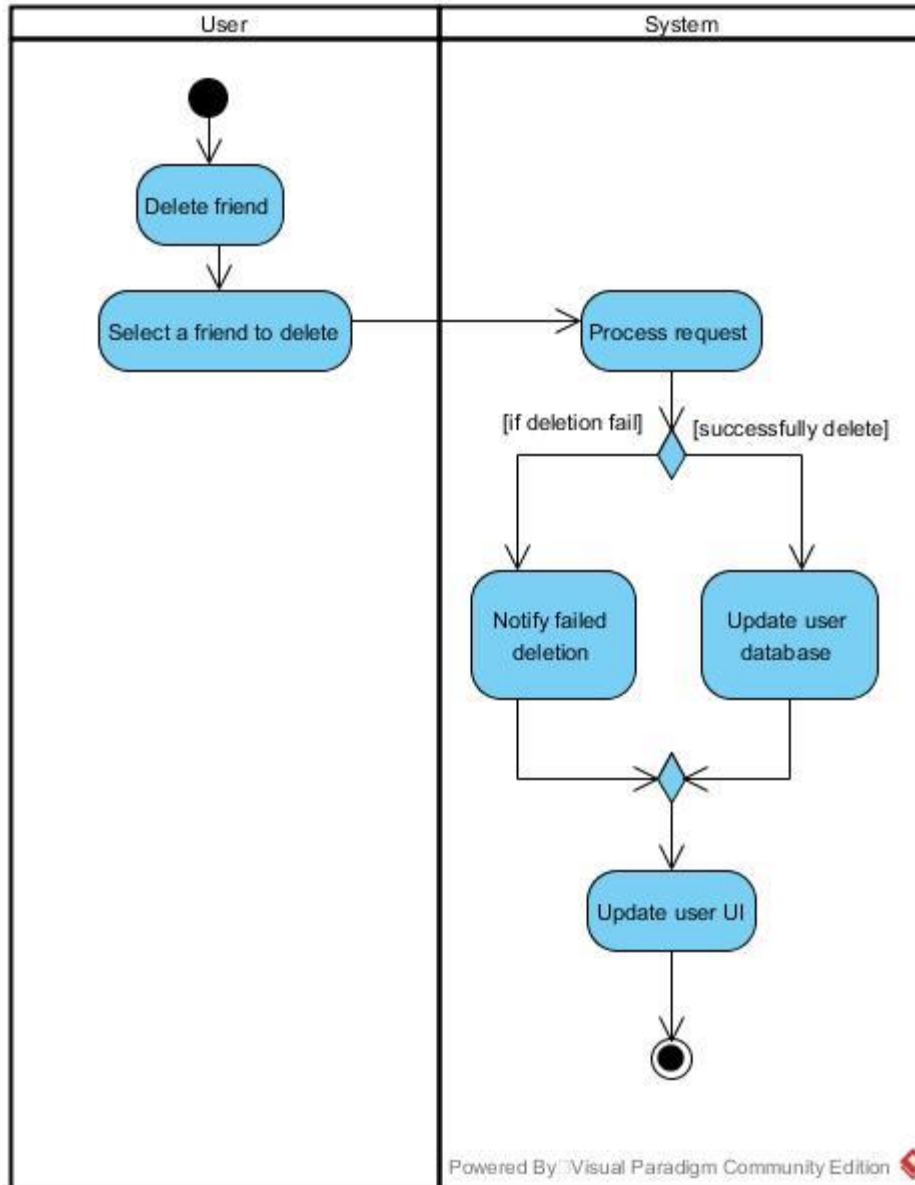 User
System
Delete friend
Select a friend to delete
Process request
[if deletion fail]
[successfully delete]
Notify failed
deletion
Update user
database
Update user UI
Powered By Visual Paradigm Community Edition